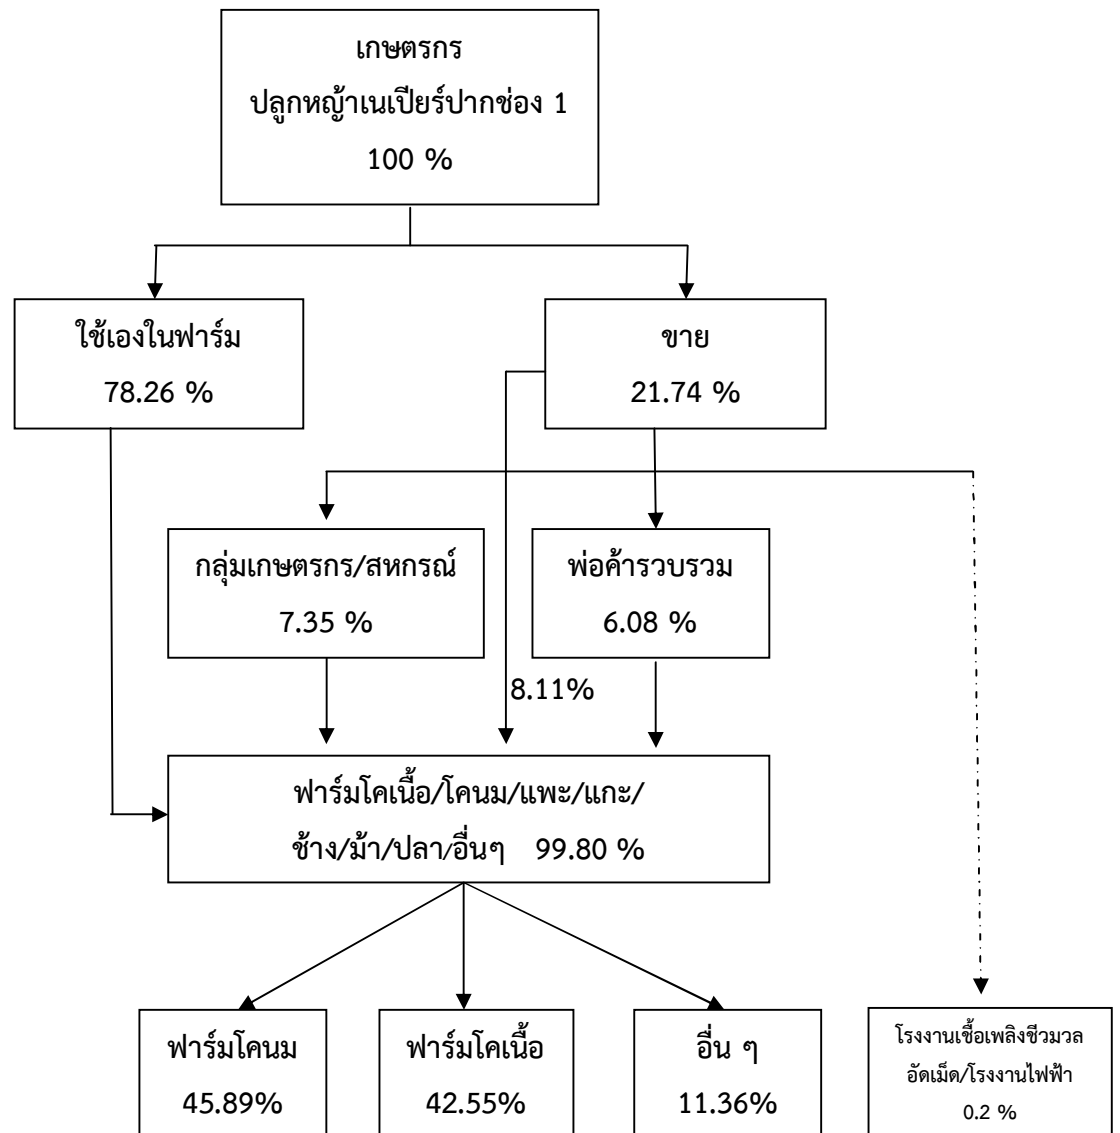 เกษตรกร
ปลูกหญ้าเนเปียร์ปากช่อง 1
100 %
ใช้เองในฟาร์ม
78.26 %
ขาย
21.74 %
กลุ่มเกษตรกร/สหกรณ์
7.35 %
พ่อค้ารวบรวม
6.08 %
8.11%
ฟาร์มโคเนื้อ/โคนม/แพะ/แกะ/
ช้าง/ม้า/ปลา/อื่นๆ 99.80 %
ฟาร์มโคนม
45.89%
ฟาร์มโคเนื้อ
42.55%
อื่น ๆ
11.36%
โรงงานเชื้อเพลิงชีวมวล
อัดเม็ด/โรงงานไฟฟ้า
0.2 %